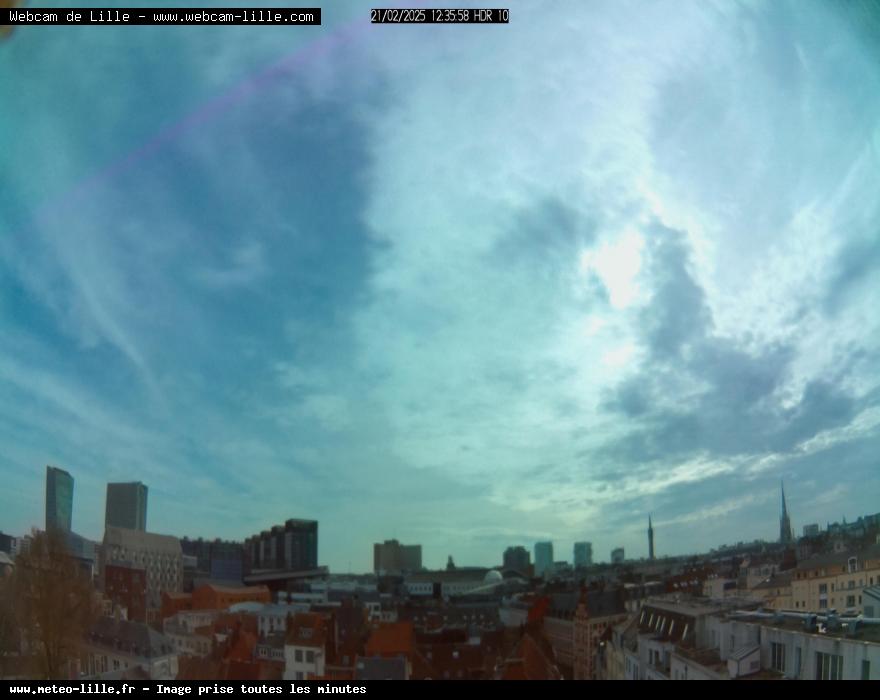 Webcam de Lille - www.webcam-lille.com
21/02/2025 12:35:58 HDR 10
www.meteo-lille.fr - Image prise toutes les minutes